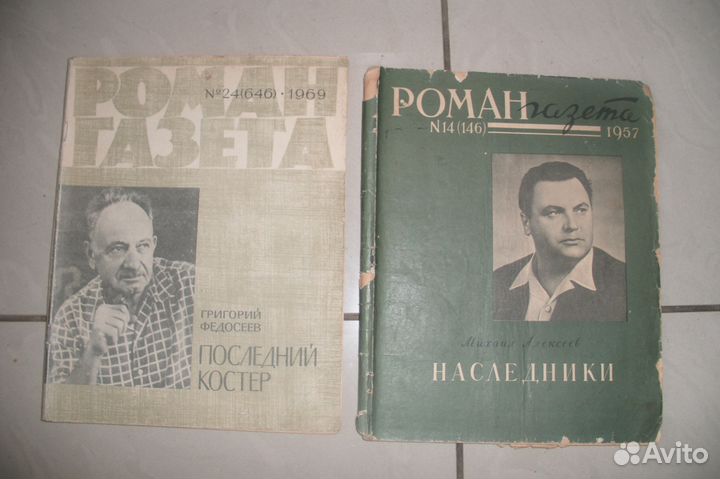 РОМАН
№24(646) · 1969
ГАЗЕТА
ГРИГОРИЙ
ФЕДОСЕЕВ
ПОСЛЕДНИЙ
КОСТЕР
РОМАН газета
N14(146) 1957
Михаил Алексеев
НАСЛЕДНИКИ
Avito